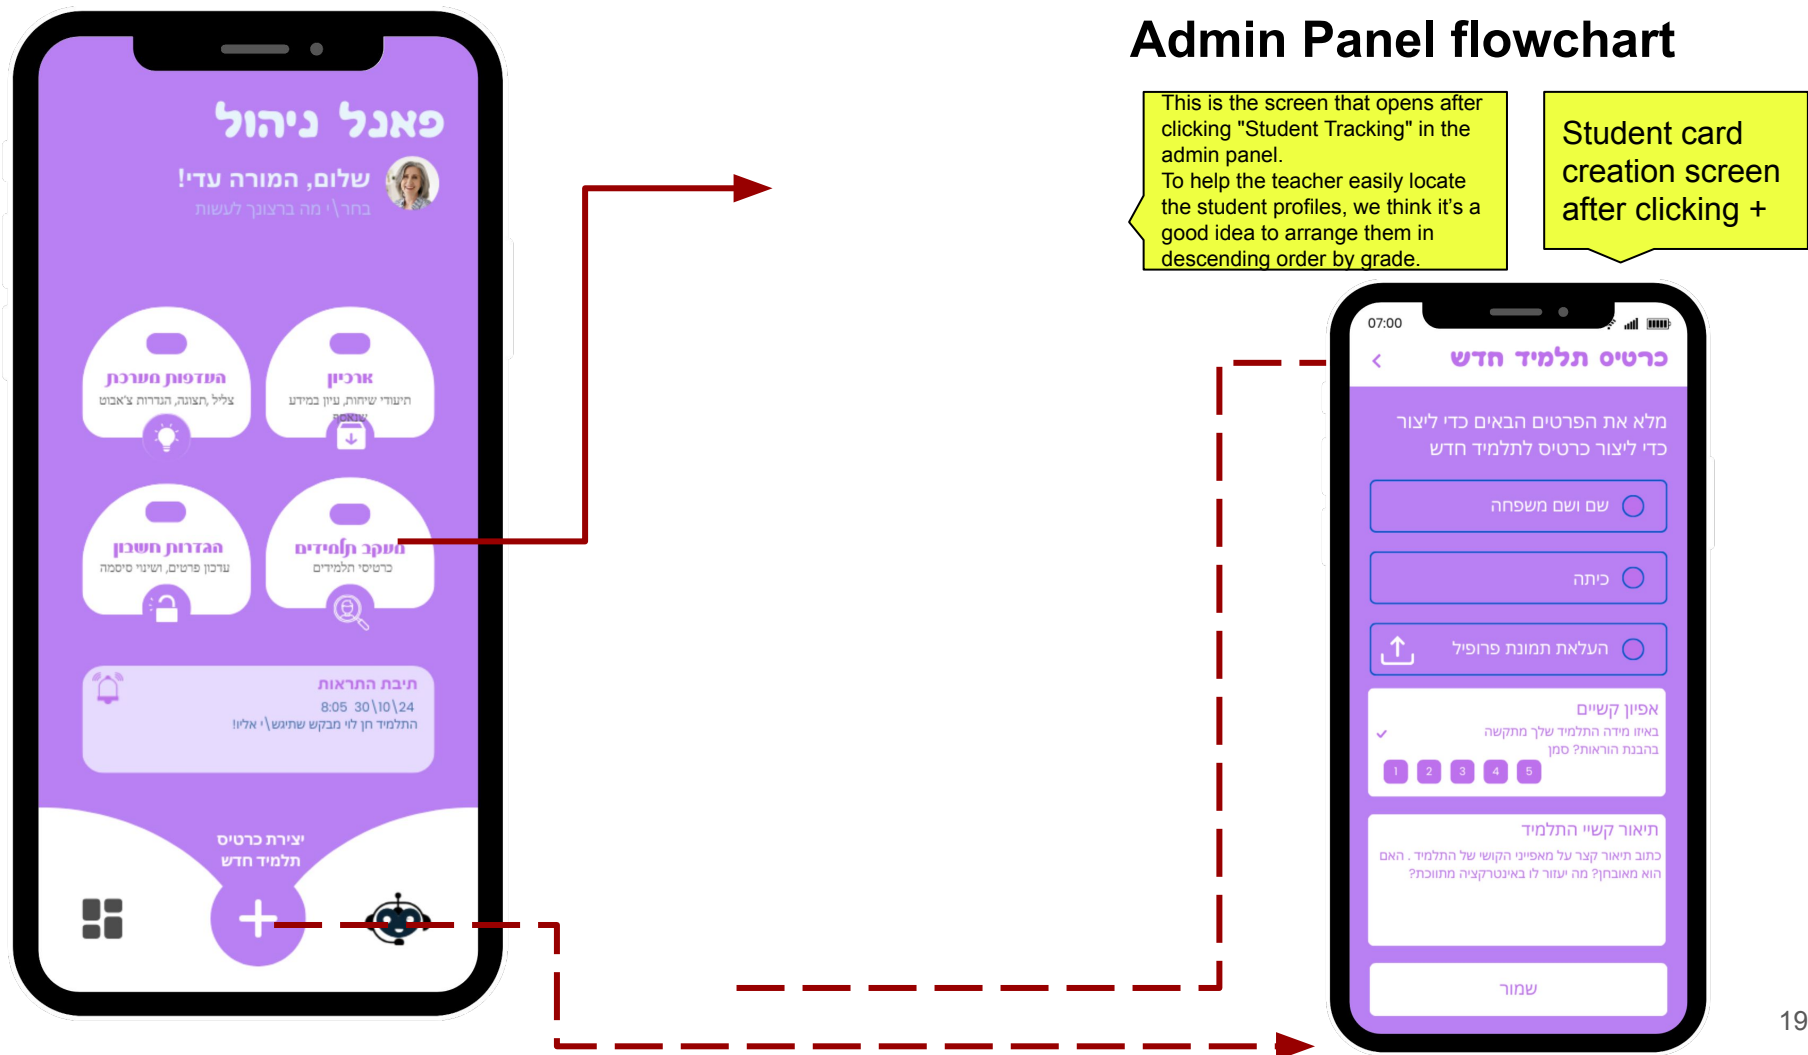 Admin Panel flowchart
This is the screen that opens after
clicking "Student Tracking" in the
admin panel.
To help the teacher easily locate
the student profiles, we think it's a
good idea to arrange them in
descending order by grade.
Student card
creation screen
after clicking +
פאנל ניהול
שלום, המורה עדי!
בחר\י מה ברצונך לעשות
ארכיון
תיעודי שיחות, עיון במידע
שנאסף
העדפות מערכת
צליל ,תצוגה, הגדרות צ'אבוט
מעקב תלמידים
כרטיסי תלמידים
הגדרות חשבון
עדכון פרטים, ושינוי סיסמה
תיבת התראות
8:05 30\10\24
התלמיד חן לוי מבקש שתיגש\י אליו!
יצירת כרטיס
תלמיד חדש
07:00
כרטיס תלמיד חדש
מלא את הפרטים הבאים כדי ליצור
כדי ליצור כרטיס לתלמיד חדש
שם ושם משפחה
כיתה
העלאת תמונת פרופיל
אפיון קשיים
באיזו מידה התלמיד שלך מתקשה
בהבנת הוראות? סמן
1 2 3 4 5
תיאור קשיי התלמיד
כתוב תיאור קצר על מאפייני הקושי של התלמיד . האם
הוא מאובחן? מה יעזור לו באינטרקציה מתווכת?
שמור
19